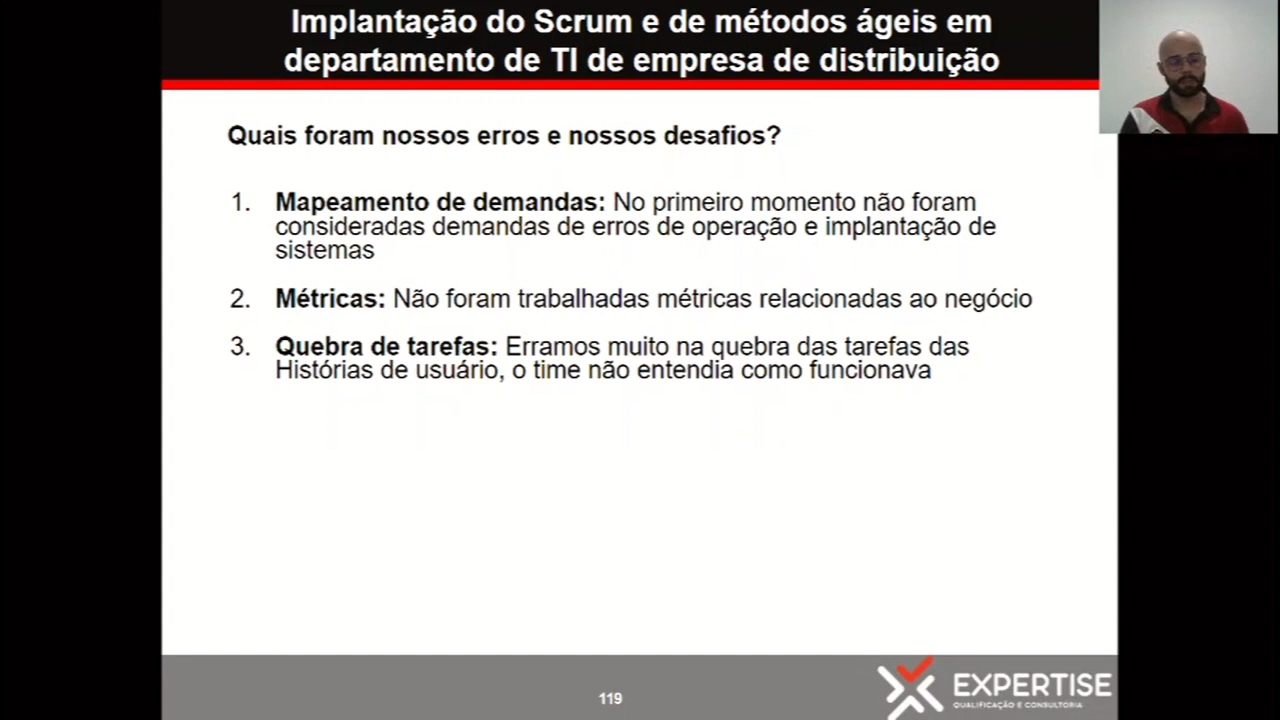 Implantação do Scrum e de métodos ágeis em
departamento de TI de empresa de distribuição
Quais foram nossos erros e nossos desafios?
1. Mapeamento de demandas: No primeiro momento não foram
consideradas demandas de erros de operação e implantação de
sistemas
2. Métricas: Não foram trabalhadas métricas relacionadas ao negócio
3. Quebra de tarefas: Erramos muito na quebra das tarefas das
Histórias de usuário, o time não entendia como funcionava
119
EXPERTISE
QUALIFICAÇÃO E CONSULTORIA